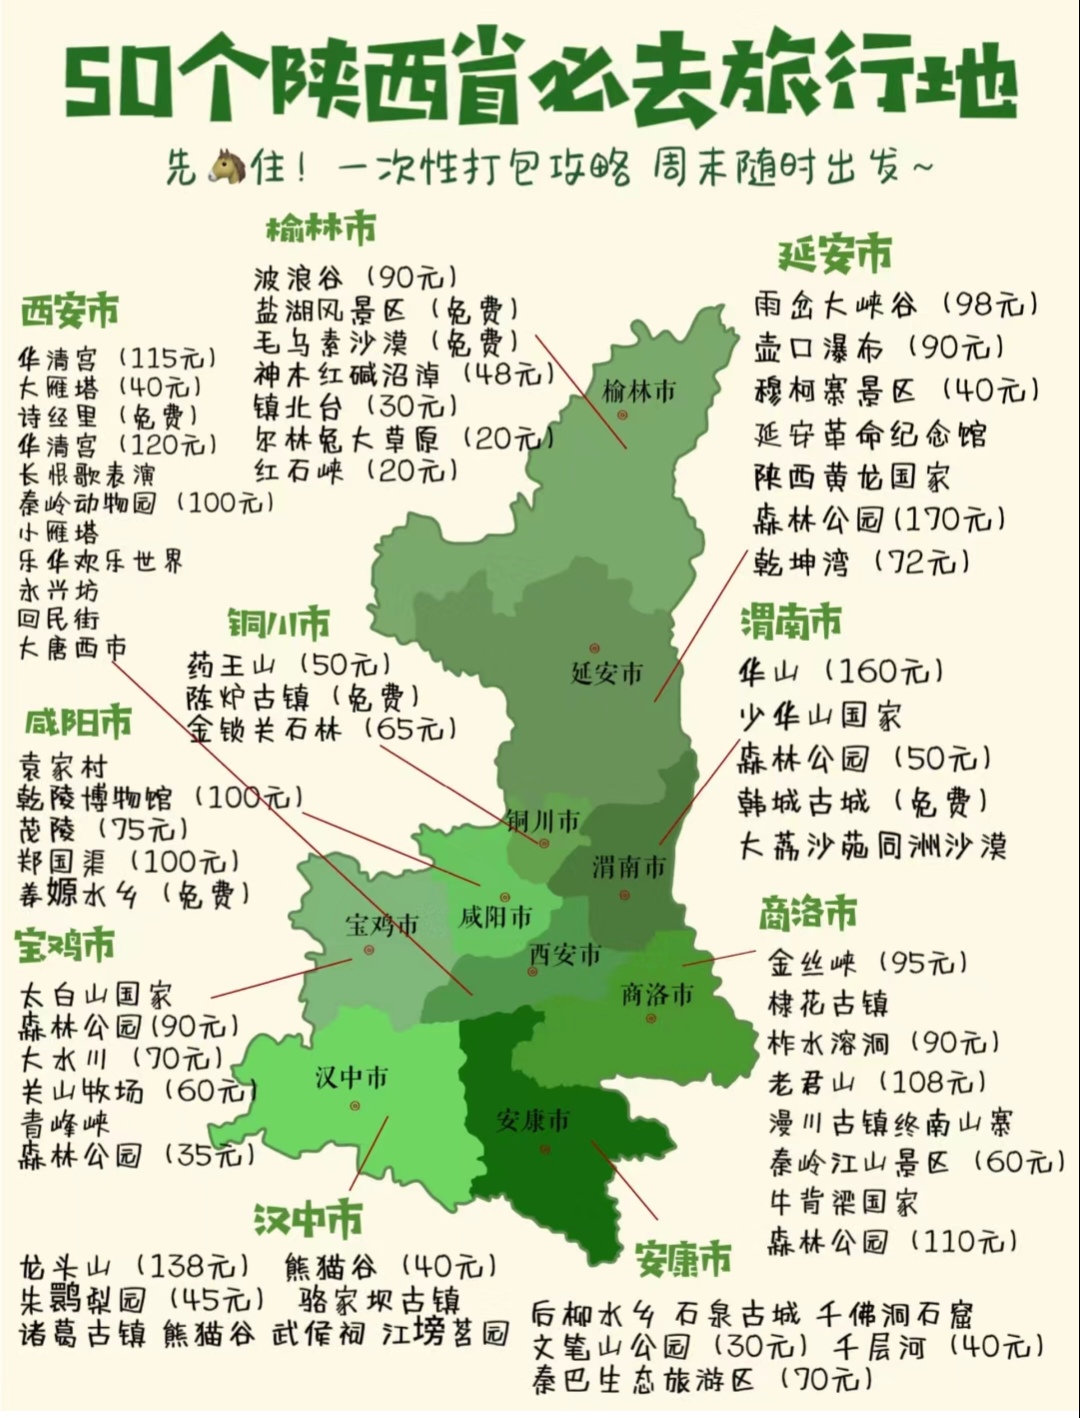 50个陕西省必去旅行地
先🐴住！一次性打包攻略 周末随时出发~
榆林市
波浪谷（90元）
盐湖风景区（免费）
毛乌素沙漠（免费）
神木红碱沼淖（48元）
镇北台（30元）
尔林兔大草原（20元）
红石峡（20元）
延安市
雨岔大峡谷（98元）
壶口瀑布（90元）
穆柯寨景区（40元）
延安革命纪念馆
陕西黄龙国家
森林公园(170元）
乾坤湾（72元）
西安市
华清宫（115元）
大雁塔（40元）
诗经里（免费）
华清宫（120元）
长恨歌表演
秦岭动物园（100元）
小雁塔
乐华欢乐世界
永兴坊
回民街
大唐西市
铜川市
药王山（50元）
陈炉古镇（免费）
金锁关石林（65元）
渭南市
华山（160元）
少华山国家
森林公园（50元）
韩城古城（免费）
大荔沙苑同洲沙漠
咸阳市
袁家村
乾陵博物馆（100元）
茂陵（75元）
郑国渠（100元）
姜嫄水乡（免费）
宝鸡市
太白山国家
森林公园(90元）
大水川（70元）
关山牧场（60元）
青峰峡
森林公园（35元）
商洛市
金丝峡（95元）
棣花古镇
柞水溶洞（90元）
老君山（108元）
漫川古镇终南山寨
秦岭江山景区（60元）
牛背梁国家
森林公园（110元）
榆林市
延安市
铜川市
渭南市
宝鸡市
咸阳市
西安市
商洛市
汉中市
安康市
汉中市
龙头山（138元） 熊猫谷（40元）
朱鹮梨园（45元） 骆家坝古镇
诸葛古镇 熊猫谷 武侯祠 江塝茗园
安康市
后柳水乡 石泉古城 千佛洞石窟
文笔山公园（30元） 千层河（40元）
秦巴生态旅游区（70元）